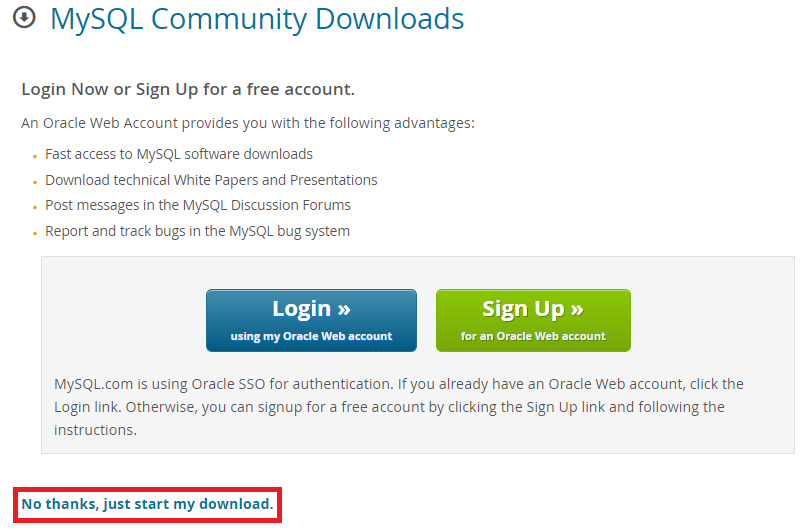 MySQL Community Downloads
Login Now or Sign Up for a free account.
An Oracle Web Account provides you with the following advantages:
Fast access to MySQL software downloads
Download technical White Papers and Presentations
Post messages in the MySQL Discussion Forums
Report and track bugs in the MySQL bug system
Login »
using my Oracle Web account
Sign Up »
for an Oracle Web account
MySQL.com is using Oracle SSO for authentication. If you already have an Oracle Web account, click the
Login link. Otherwise, you can signup for a free account by clicking the Sign Up link and following the
instructions.
No thanks, just start my download.